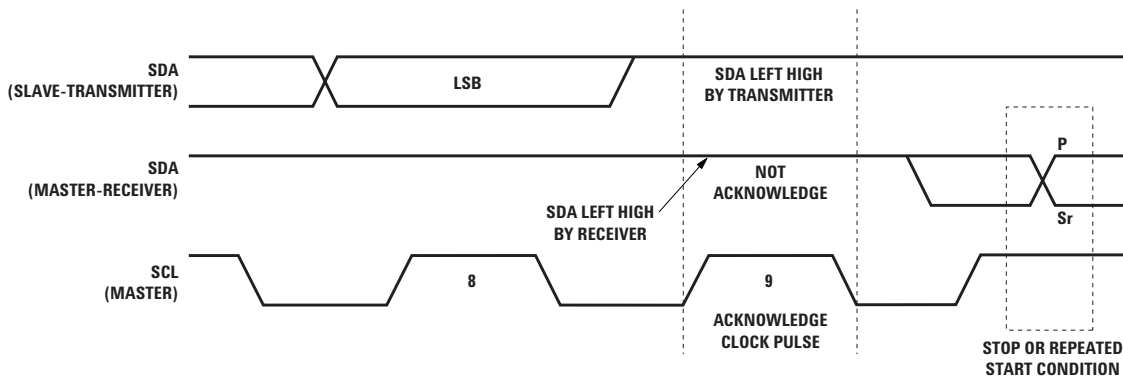 SDA
(SLAVE-TRANSMITTER)
LSB
SDA LEFT HIGH
BY TRANSMITTER
SDA
(MASTER-RECEIVER)
NOT
ACKNOWLEDGE
P
Sr
SDA LEFT HIGH
BY RECEIVER
SCL
(MASTER)
8
9
ACKNOWLEDGE
CLOCK PULSE
STOP OR REPEATED
START CONDITION